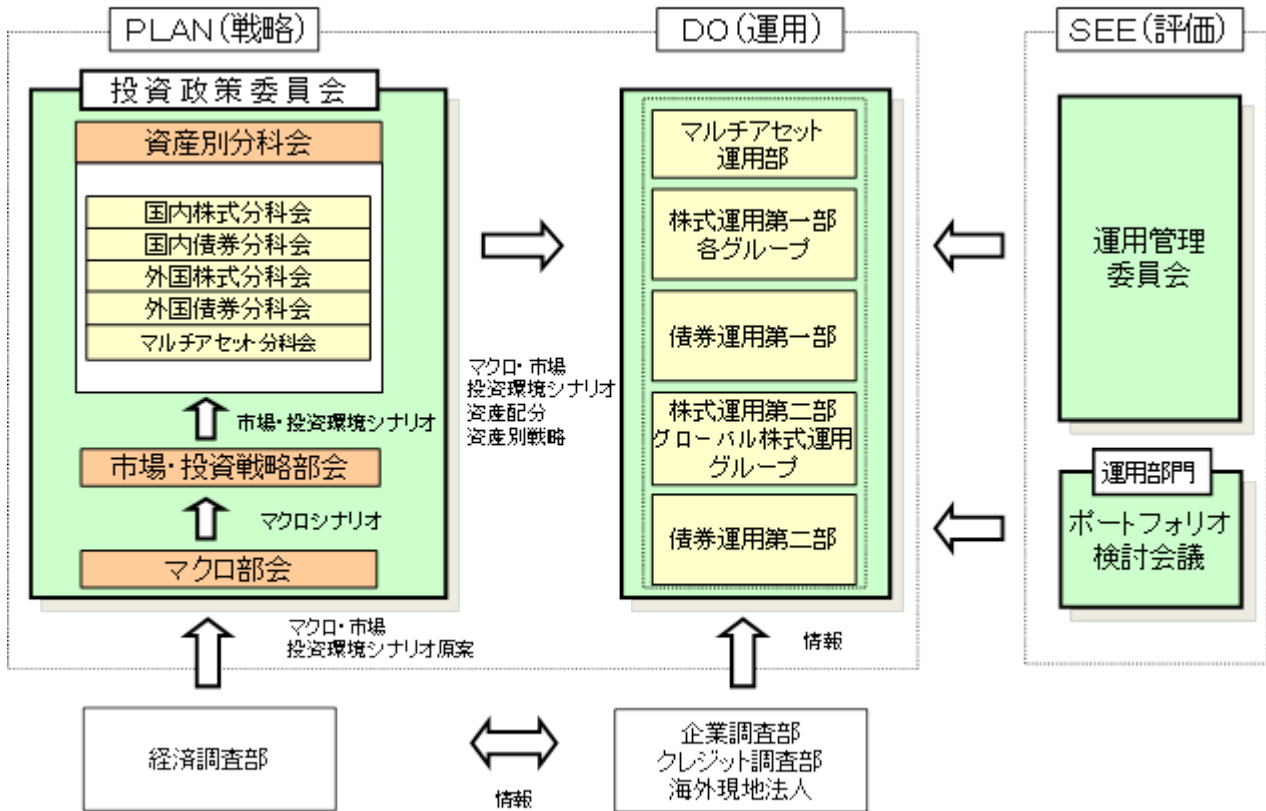 PLAN(戦略)
投資政策委員会
資産別分科会
国内株式分科会
国内債券分科会
外国株式分科会
外国債券分科会
マルチアセット分科会
市場・投資環境シナリオ
市場・投資戦略部会
マクロシナリオ
マクロ部会
マクロ・市場
投資環境シナリオ原案
経済調査部
マクロ・市場
投資環境シナリオ
資産配分
資産別戦略
DO(運用)
マルチアセット
運用部
株式運用第一部
各グループ
債券運用第一部
株式運用第二部
グローバル株式運用
グループ
債券運用第二部
情報
企業調査部
クレジット調査部
海外現地法人
情報
SEE(評価)
運用管理
委員会
運用部門
ポートフォリオ
検討会議